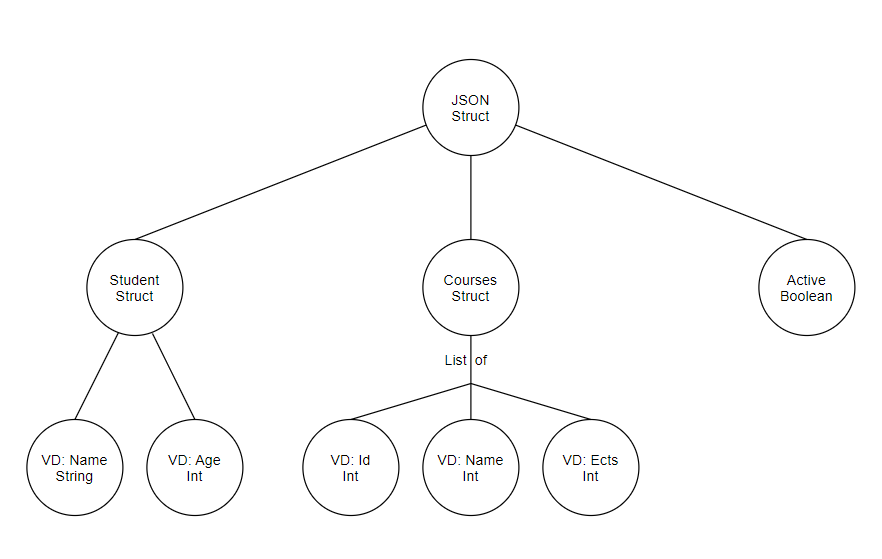 JSON
Struct
Student
Struct
Courses
Struct
Active
Boolean
List of
VD: Name
String
VD: Age
Int
VD: Id
Int
VD: Name
Int
VD: Ects
Int